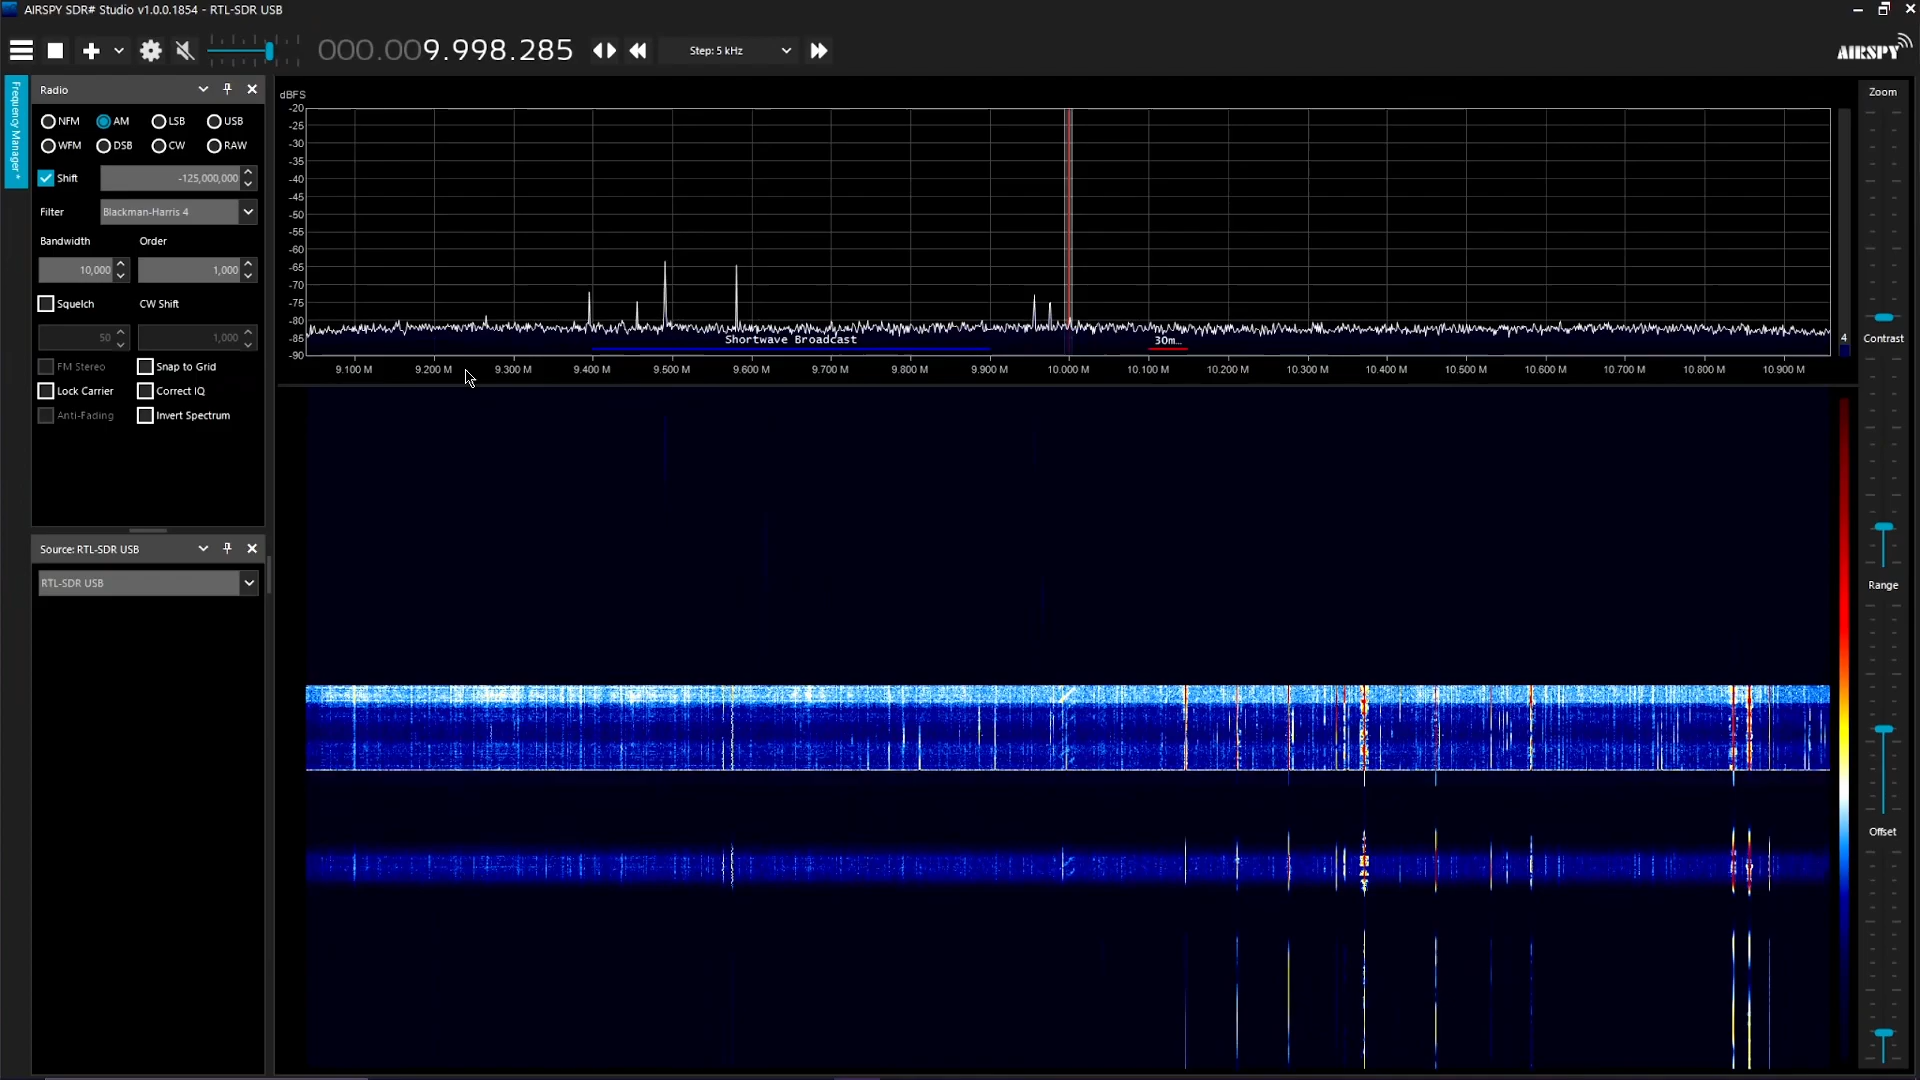 AIRSPY SDR# Studio v1.0.0.1854 - RTL-SDR USB
000.009.998.285
Step: 5 kHz
AIRSPY
Frequency Manager *
Radio
NFM AM LSB USB
WFM DSB CW RAW
Shift -125,000,000
Filter Blackman-Harris 4
Bandwidth Order
10,000 1,000
Squelch CW Shift
50 1,000
FM Stereo Snap to Grid
Lock Carrier Correct IQ
Anti-Fading Invert Spectrum
Source: RTL-SDR USB
RTL-SDR USB
dBFS
-20
-25
-30
-35
-40
-45
-50
-55
-60
-65
-70
-75
-80
-85
-90
Shortwave Broadcast
30m...
9.100 M 9.200 M 9.300 M 9.400 M 9.500 M 9.600 M 9.700 M 9.800 M 9.900 M 10.000 M 10.100 M 10.200 M 10.300 M 10.400 M 10.500 M 10.600 M 10.700 M 10.800 M 10.900 M
4
Zoom
Contrast
Range
Offset